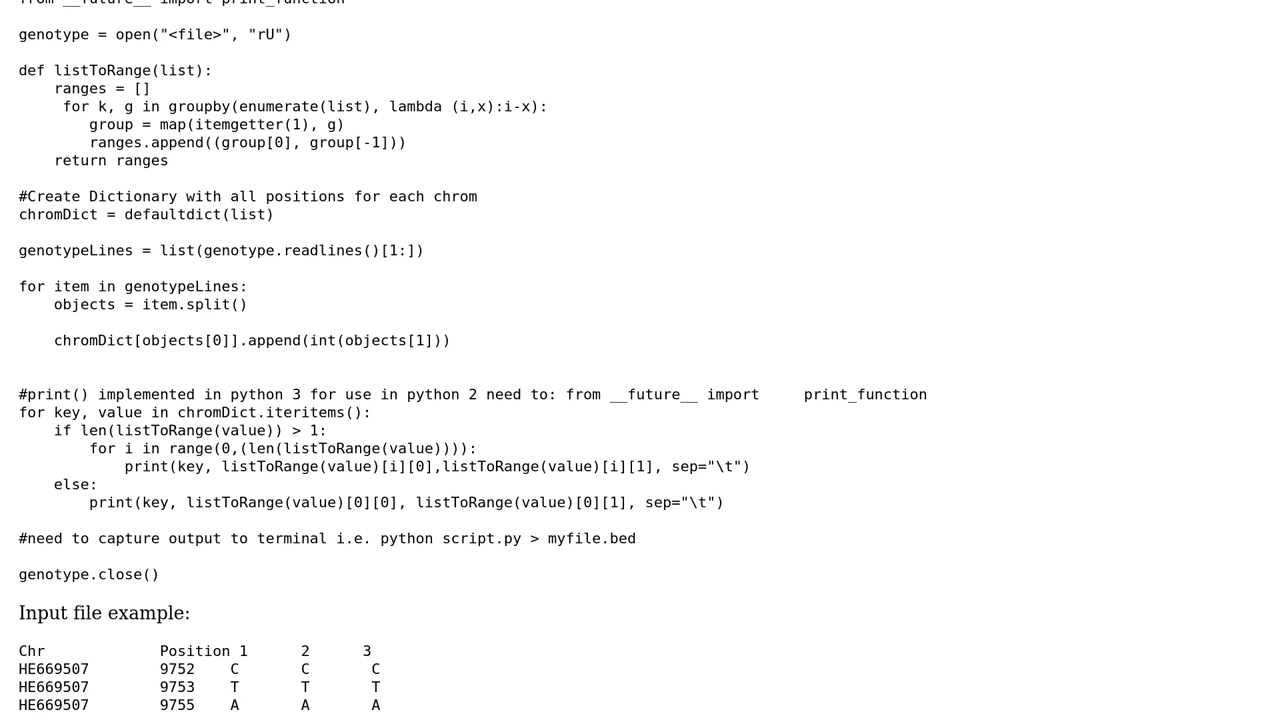 from __future__ import print_function
genotype = open("<file>", "rU")
def listToRange(list):
    ranges = []
     for k, g in groupby(enumerate(list), lambda (i,x):i-x):
        group = map(itemgetter(1), g)
        ranges.append((group[0], group[-1]))
    return ranges
#Create Dictionary with all positions for each chrom
chromDict = defaultdict(list)
genotypeLines = list(genotype.readlines()[1:])
for item in genotypeLines:
    objects = item.split()
    chromDict[objects[0]].append(int(objects[1]))
#print() implemented in python 3 for use in python 2 need to: from __future__ import     print_function
for key, value in chromDict.iteritems():
    if len(listToRange(value)) > 1:
        for i in range(0,(len(listToRange(value)))):
            print(key, listToRange(value)[i][0],listToRange(value)[i][1], sep="\t")
    else:
        print(key, listToRange(value)[0][0], listToRange(value)[0][1], sep="\t")
#need to capture output to terminal i.e. python script.py > myfile.bed
genotype.close()
Input file example:
Chr             Position 1      2      3
HE669507        9752    C       C       C
HE669507        9753    T       T       T
HE669507        9755    A       A       A